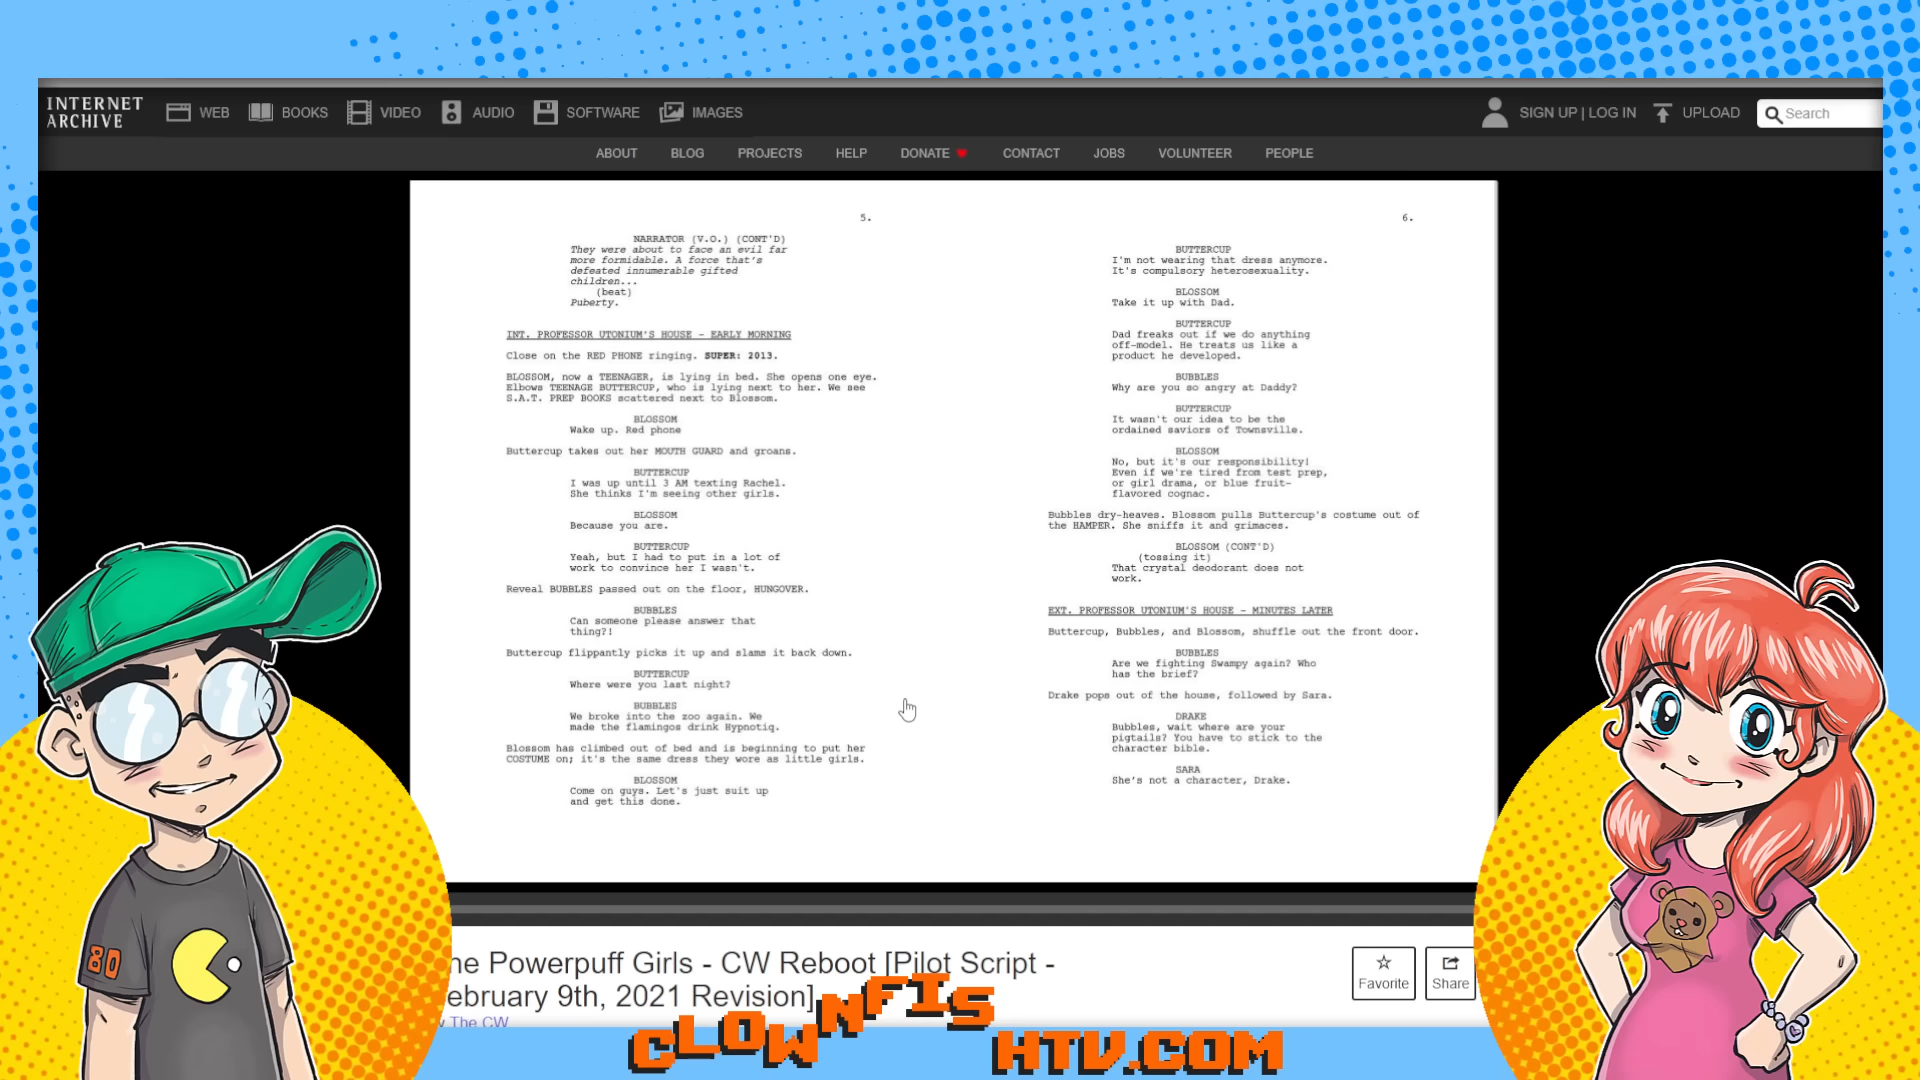 INTERNET
ARCHIVE
WEB
BOOKS
VIDEO
AUDIO
SOFTWARE
IMAGES
SIGN UP | LOG IN
UPLOAD
Search
ABOUT
BLOG
PROJECTS
HELP
DONATE
CONTACT
JOBS
VOLUNTEER
PEOPLE
5.
NARRATOR (V.O.) (CONT'D)
They were about to face an evil far
more formidable. A force that's
defeated innumerable gifted
children...
(beat)
Puberty.
INT. PROFESSOR UTONIUM'S HOUSE - EARLY MORNING
Close on the RED PHONE ringing. SUPER: 2013.
BLOSSOM, now a TEENAGER, is lying in bed. She opens one eye.
Elbows TEENAGE BUTTERCUP, who is lying next to her. We see
S.A.T. PREP BOOKS scattered next to Blossom.
BLOSSOM
Wake up. Red phone
Buttercup takes out her MOUTH GUARD and groans.
BUTTERCUP
I was up until 3 AM texting Rachel.
She thinks I'm seeing other girls.
BLOSSOM
Because you are.
BUTTERCUP
Yeah, but I had to put in a lot of
work to convince her I wasn't.
Reveal BUBBLES passed out on the floor, HUNGOVER.
BUBBLES
Can someone please answer that
thing?!
Buttercup flippantly picks it up and slams it back down.
BUTTERCUP
Where were you last night?
BUBBLES
We broke into the zoo again. We
made the flamingos drink Hypnotiq.
Blossom has climbed out of bed and is beginning to put her
COSTUME on; it's the same dress they wore as little girls.
BLOSSOM
Come on guys. Let's just suit up
and get this done.
6.
BUTTERCUP
I'm not wearing that dress anymore.
It's compulsory heterosexuality.
BLOSSOM
Take it up with Dad.
BUTTERCUP
Dad freaks out if we do anything
off-model. He treats us like a
product he developed.
BUBBLES
Why are you so angry at Daddy?
BUTTERCUP
It wasn't our idea to be the
ordained saviors of Townsville.
BLOSSOM
No, but it's our responsibility!
Even if we're tired from test prep,
or girl drama, or blue fruit-
flavored cognac.
Bubbles dry-heaves. Blossom pulls Buttercup's costume out of
the HAMPER. She sniffs it and grimaces.
BLOSSOM (CONT'D)
(tossing it)
That crystal deodorant does not
work.
EXT. PROFESSOR UTONIUM'S HOUSE - MINUTES LATER
Buttercup, Bubbles, and Blossom, shuffle out the front door.
BUBBLES
Are we fighting Swampy again? Who
has the brief?
Drake pops out of the house, followed by Sara.
DRAKE
Bubbles, wait where are your
pigtails? You have to stick to the
character bible.
SARA
She's not a character, Drake.
he Powerpuff Girls - CW Reboot [Pilot Script -
ebruary 9th, 2021 Revision]
y The CW
Favorite
Share
80
CLOWNFISHTV.COM